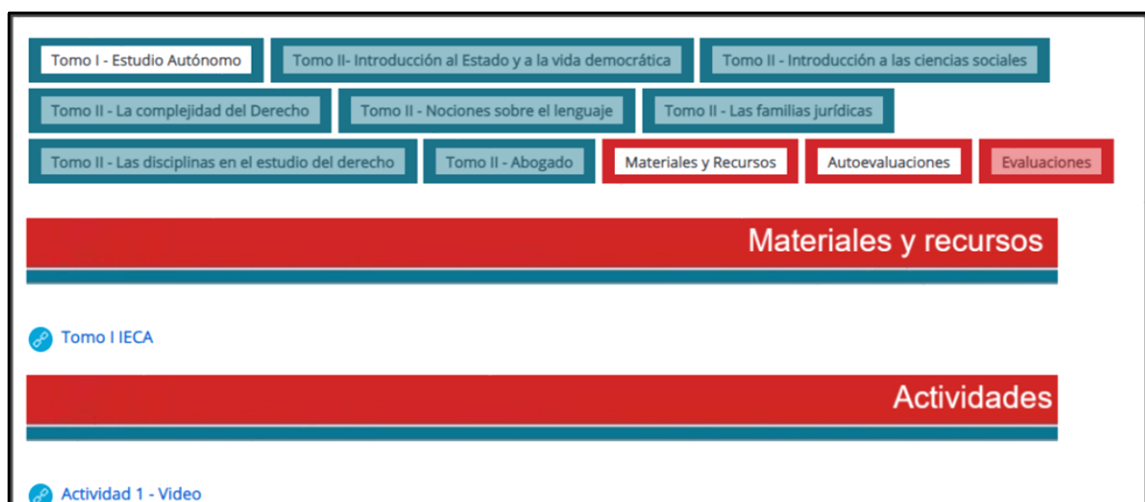 Tomo I - Estudio Autónomo
Tomo II- Introducción al Estado y a la vida democrática
Tomo II - Introducción a las ciencias sociales
Tomo II - La complejidad del Derecho
Tomo II - Nociones sobre el lenguaje
Tomo II - Las familias jurídicas
Tomo II - Las disciplinas en el estudio del derecho
Tomo II - Abogado
Materiales y Recursos
Autoevaluaciones
Evaluaciones
Materiales y recursos
Tomo I IECA
Actividades
Actividad 1 - Video